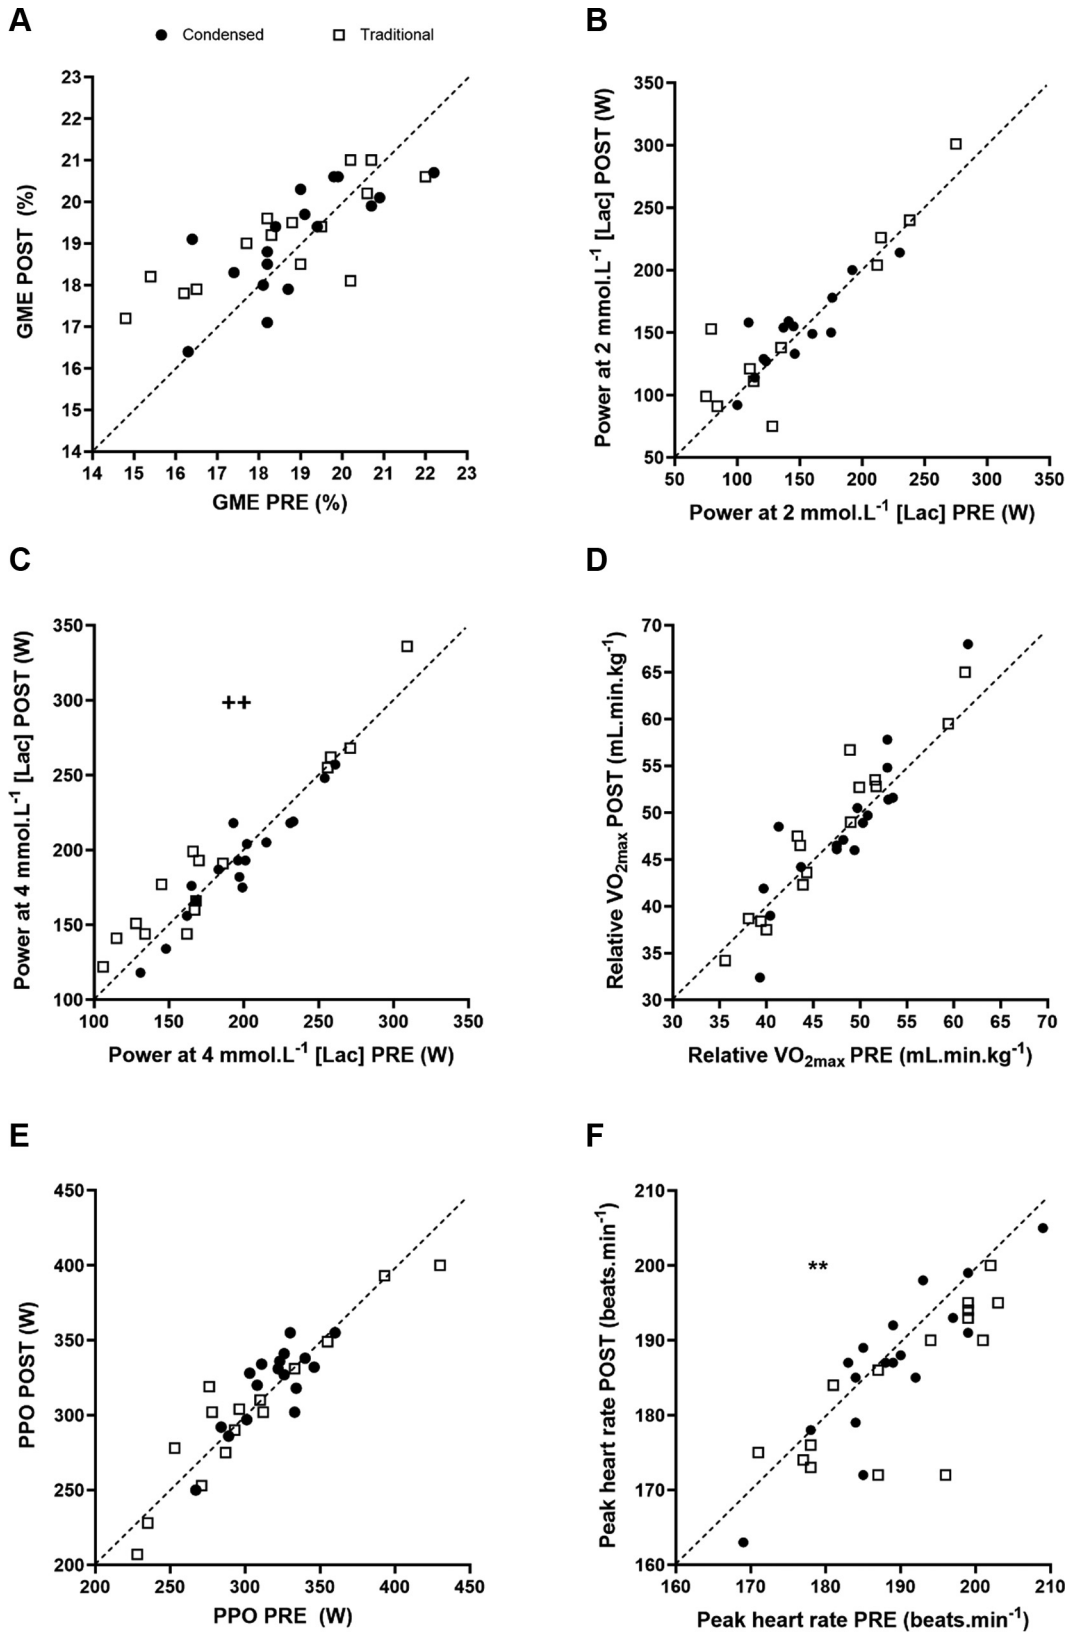 A
Condensed
Traditional
GME POST (%)
23
22
21
20
19
18
17
16
15
14
14 15 16 17 18 19 20 21 22 23
GME PRE (%)
B
Power at 2 mmol.L-1 [Lac] POST (W)
350
300
250
200
150
100
50
50 100 150 200 250 300 350
Power at 2 mmol.L-1 [Lac] PRE (W)
C
Power at 4 mmol.L-1 [Lac] POST (W)
350
300
250
200
150
100
++
100 150 200 250 300 350
Power at 4 mmol.L-1 [Lac] PRE (W)
D
Relative VO2max POST (mL.min.kg-1)
70
65
60
55
50
45
40
35
30
30 35 40 45 50 55 60 65 70
Relative VO2max PRE (mL.min.kg-1)
E
PPO POST (W)
450
400
350
300
250
200
200 250 300 350 400 450
PPO PRE (W)
F
Peak heart rate POST (beats.min-1)
210
200
190
180
170
160
**
160 170 180 190 200 210
Peak heart rate PRE (beats.min-1)